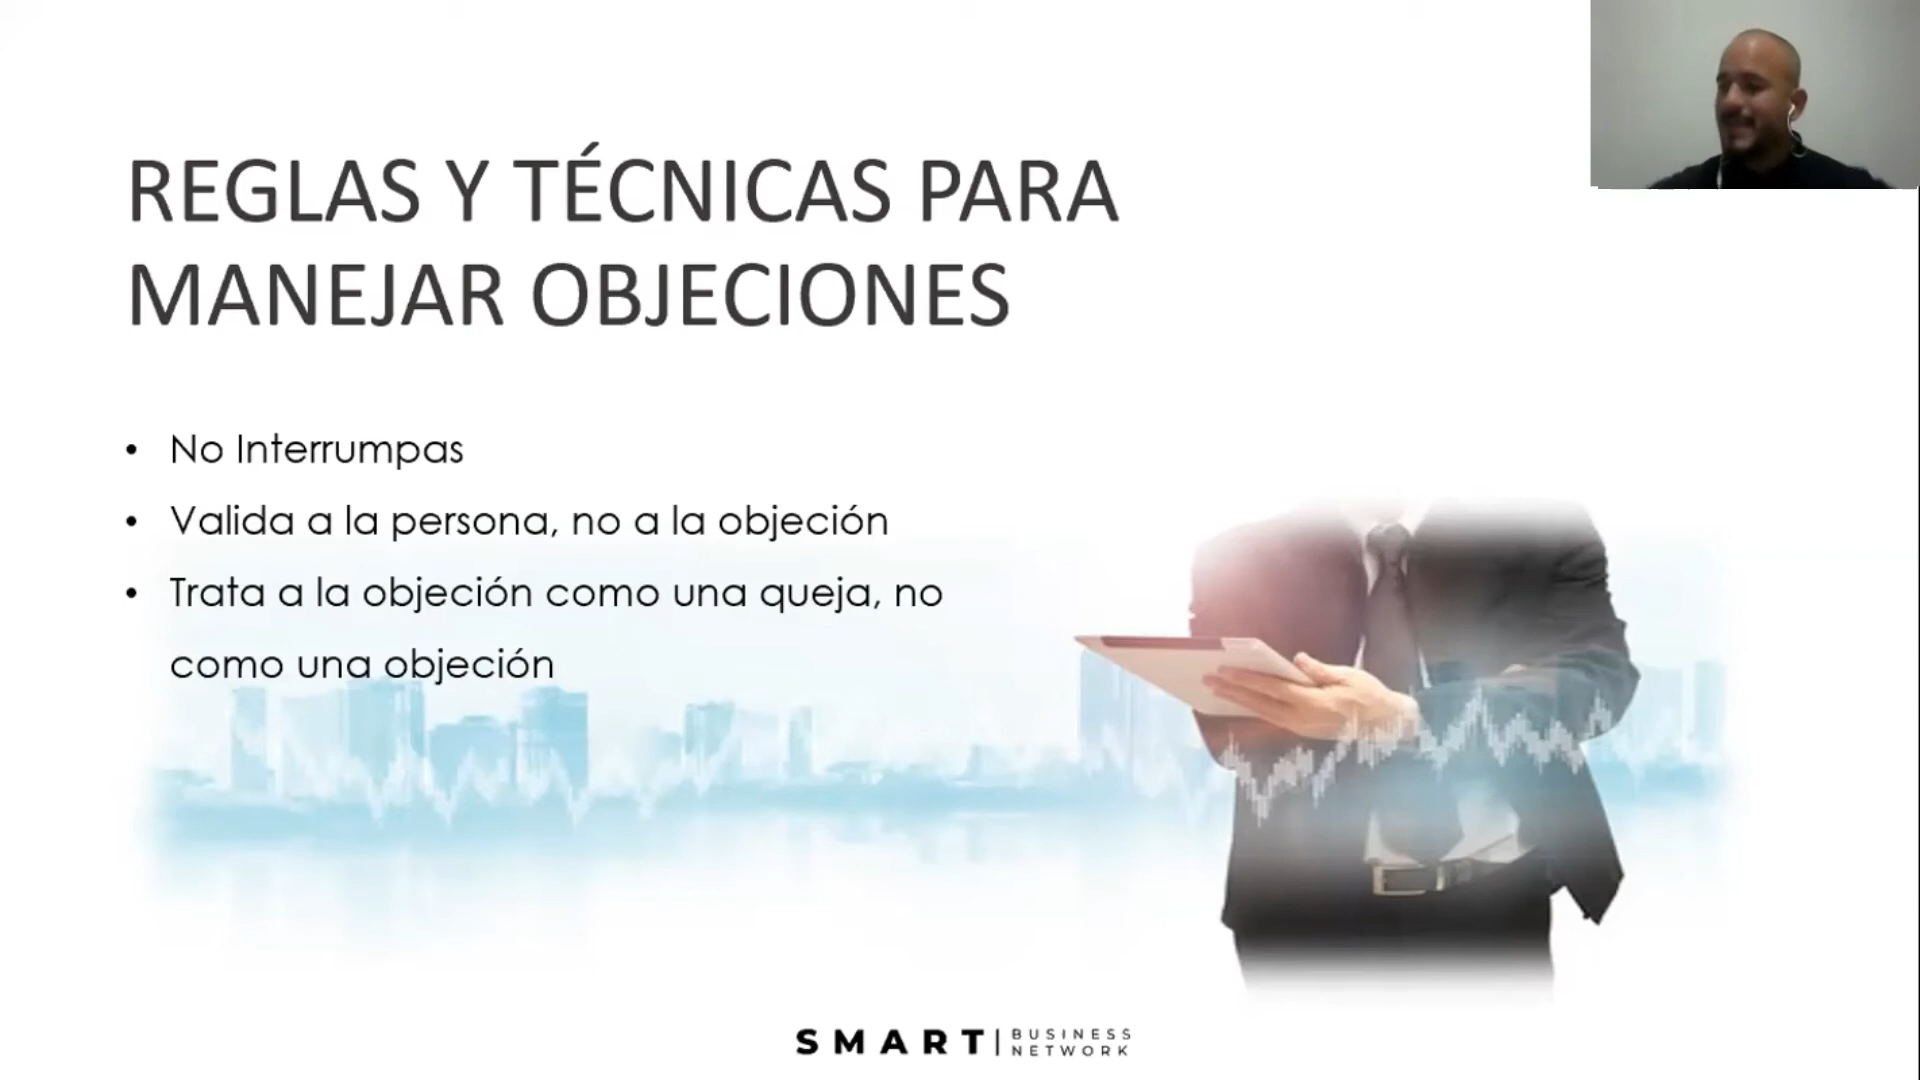 REGLAS Y TÉCNICAS PARA
MANEJAR OBJECIONES
• No Interrumpas
• Valida a la persona, no a la objeción
• Trata a la objeción como una queja, no
como una objeción
SMART | BUSINESS
NETWORK